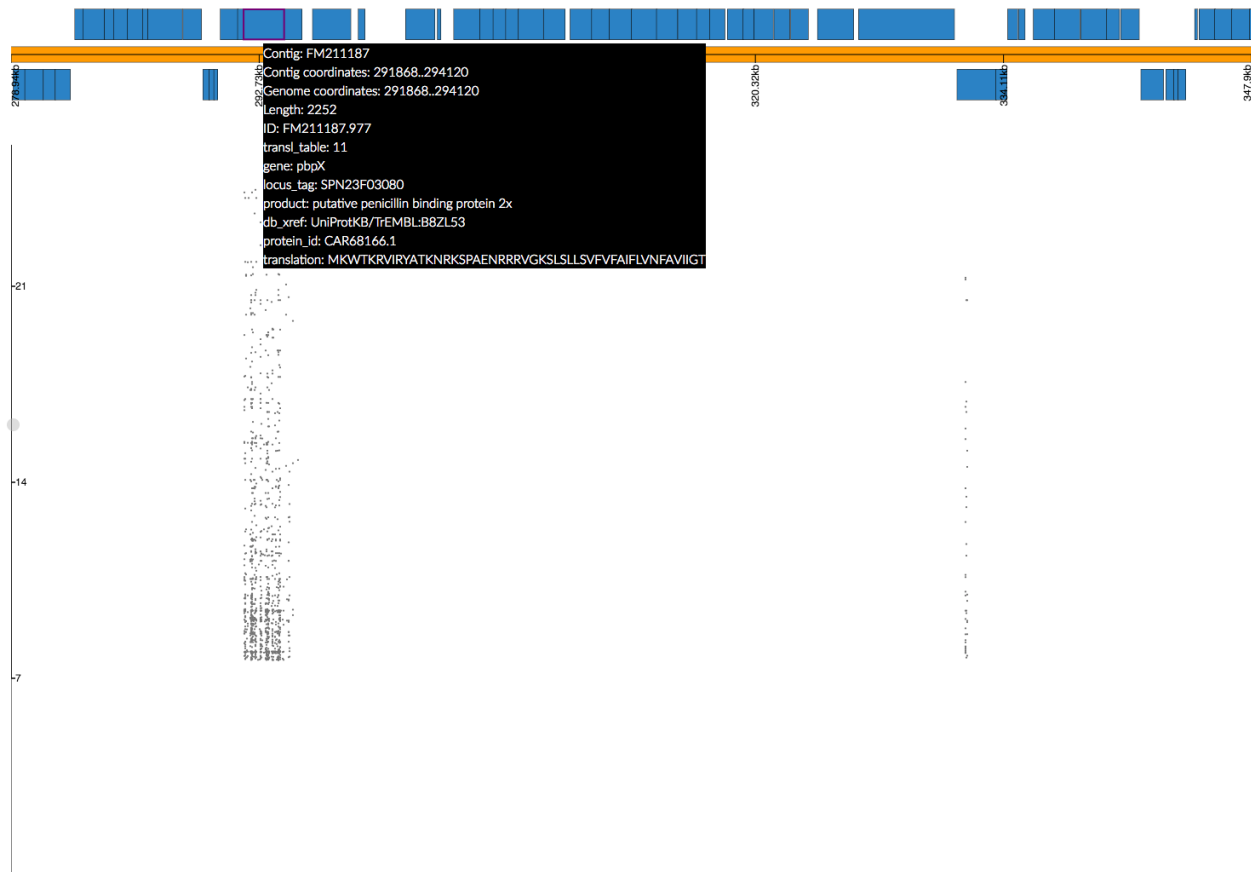 Contig: FM211187
Contig coordinates: 291868..294120
Genome coordinates: 291868..294120
Length: 2252
ID: FM211187.977
transl_table: 11
gene: pbpX
locus_tag: SPN23F03080
product: putative penicillin binding protein 2x
db_xref: UniProtKB/TrEMBL:B8ZL53
protein_id: CAR68166.1
translation: MKWTKRVIRYATKNRKSPAENRRRVGKSLSLLSVFVFAIFLVNFAVIIGT
278.94kb
292.73kb
320.32kb
334.11kb
347.9kb
21
14
7